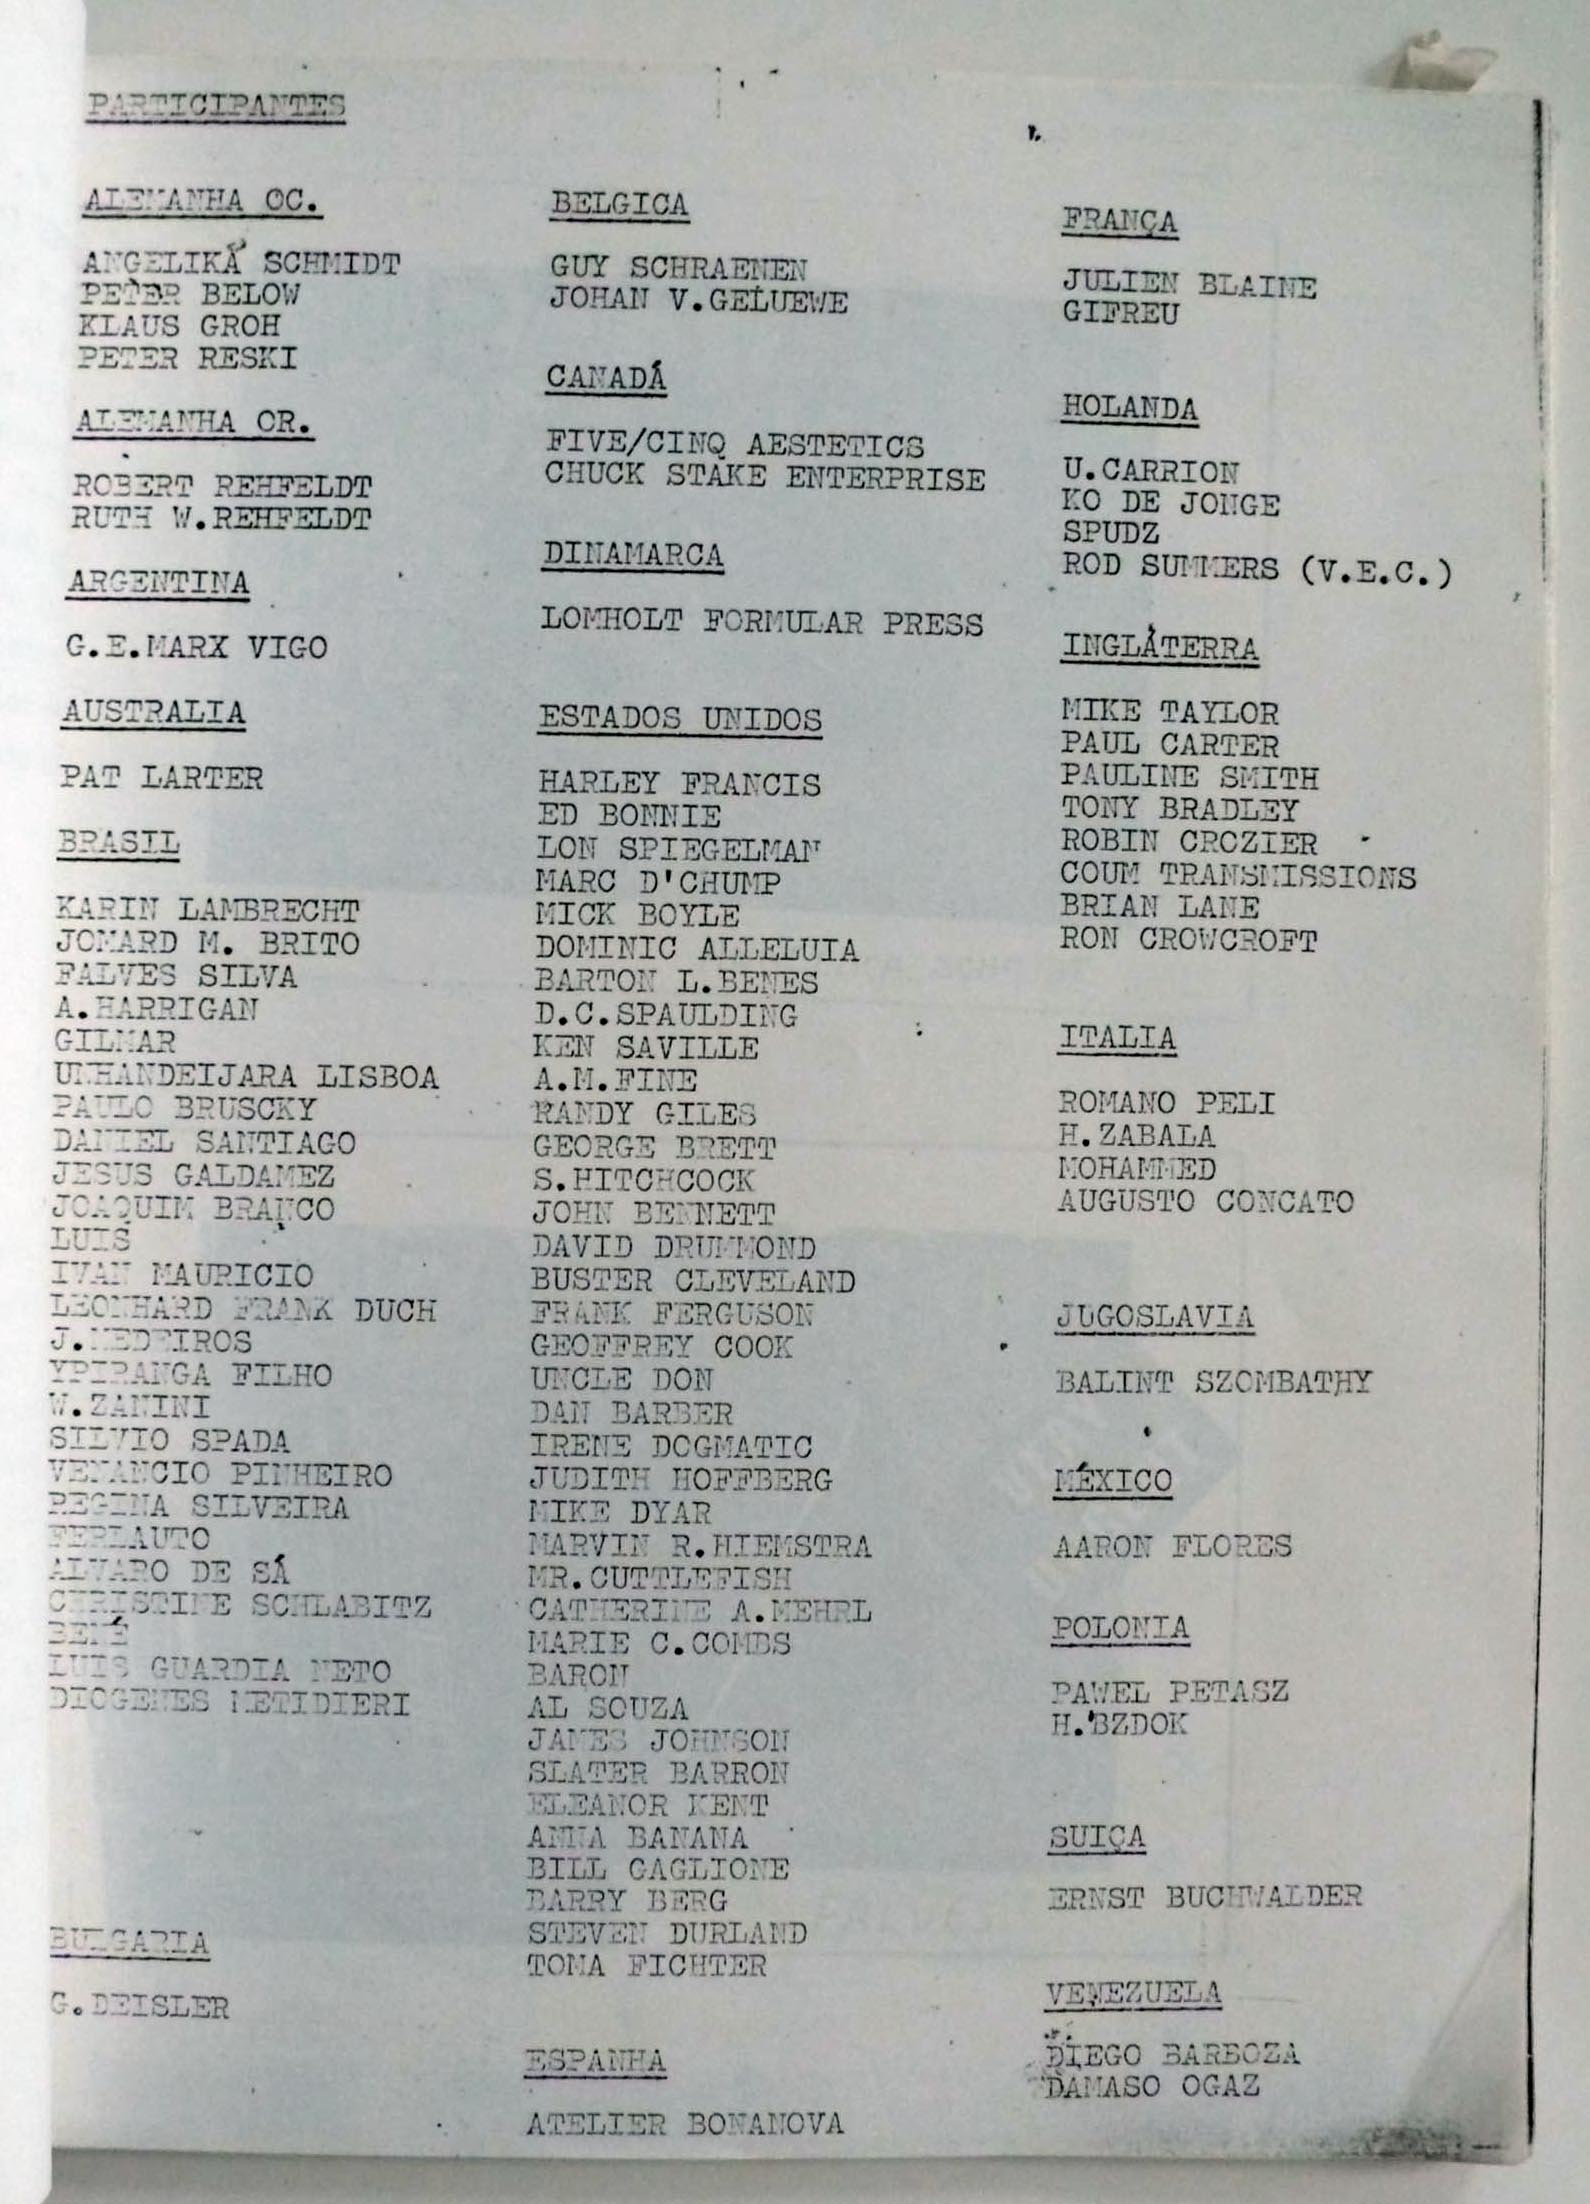 PARTICIPANTES
ALEMANHA OC.
ANGELIKA SCHMIDT
PETER BELOW
KLAUS GROH
PETER RESKI
ALEMANHA OR.
ROBERT REHFELDT
RUTH W.REHFELDT
ARGENTINA
G.E.MARX VIGO
AUSTRALIA
PAT LARTER
BRASIL
KARIN LAMBRECHT
JOMARD M. BRITO
FALVES SILVA
A.HARRIGAN
GILMAR
UNHANDEIJARA LISBOA
PAULO BRUSCKY
DANIEL SANTIAGO
JESUS GALDAMEZ
JOAQUIM BRANCO
LUIS
IVAN MAURICIO
LEONHARD FRANK DUCH
J.MEDEIROS
YPIRANGA FILHO
W.ZANINI
SILVIO SPADA
VENANCIO PINHEIRO
REGINA SILVEIRA
FERLAUTO
ALVARO DE SÁ
CHRISTINE SCHLABITZ
BENÉ
LUIS GUARDIA NETO
DIOGENES NETIDIERI
BULGARIA
G.DEISLER
BELGICA
GUY SCHRAENEN
JOHAN V.GELUEWE
CANADÁ
FIVE/CINQ AESTETICS
CHUCK STAKE ENTERPRISE
DINAMARCA
LOMHOLT FORMULAR PRESS
ESTADOS UNIDOS
HARLEY FRANCIS
ED BONNIE
LON SPIEGELMAN
MARC D'CHUMP
MICK BOYLE
DOMINIC ALLELUIA
BARTON L.BENES
D.C.SPAULDING
KEN SAVILLE
A.M.FINE
RANDY GILES
GEORGE BRETT
S.HITCHCOCK
JOHN BENNETT
DAVID DRUMMOND
BUSTER CLEVELAND
FRANK FERGUSON
GEOFFREY COOK
UNCLE DON
DAN BARBER
IRENE DOGMATIC
JUDITH HOFFBERG
MIKE DYAR
MARVIN R.HIEMSTRA
MR.CUTTLEFISH
CATHERINE A.MEHRL
MARIE C.COMBS
BARON
AL SOUZA
JAMES JOHNSON
SLATER BARRON
ELEANOR KENT
ANNA BANANA
BILL GAGLIONE
BARRY BERG
STEVEN DURLAND
TOMA FICHTER
ESPANHA
ATELIER BONANOVA
FRANÇA
JULIEN BLAINE
GIFREU
HOLANDA
U.CARRION
KO DE JONGE
SPUDZ
ROD SUMMERS (V.E.C.)
INGLATERRA
MIKE TAYLOR
PAUL CARTER
PAULINE SMITH
TONY BRADLEY
ROBIN CROZIER
COUM TRANSMISSIONS
BRIAN LANE
RON CROWCROFT
ITALIA
ROMANO PELI
H.ZABALA
MOHAMMED
AUGUSTO CONCATO
JUGOSLAVIA
BALINT SZOMBATHY
MÉXICO
AARON FLORES
POLONIA
PAWEL PETASZ
H.BZDOK
SUIÇA
ERNST BUCHWALDER
VENEZUELA
DIEGO BARBOZA
DAMASO OGAZ